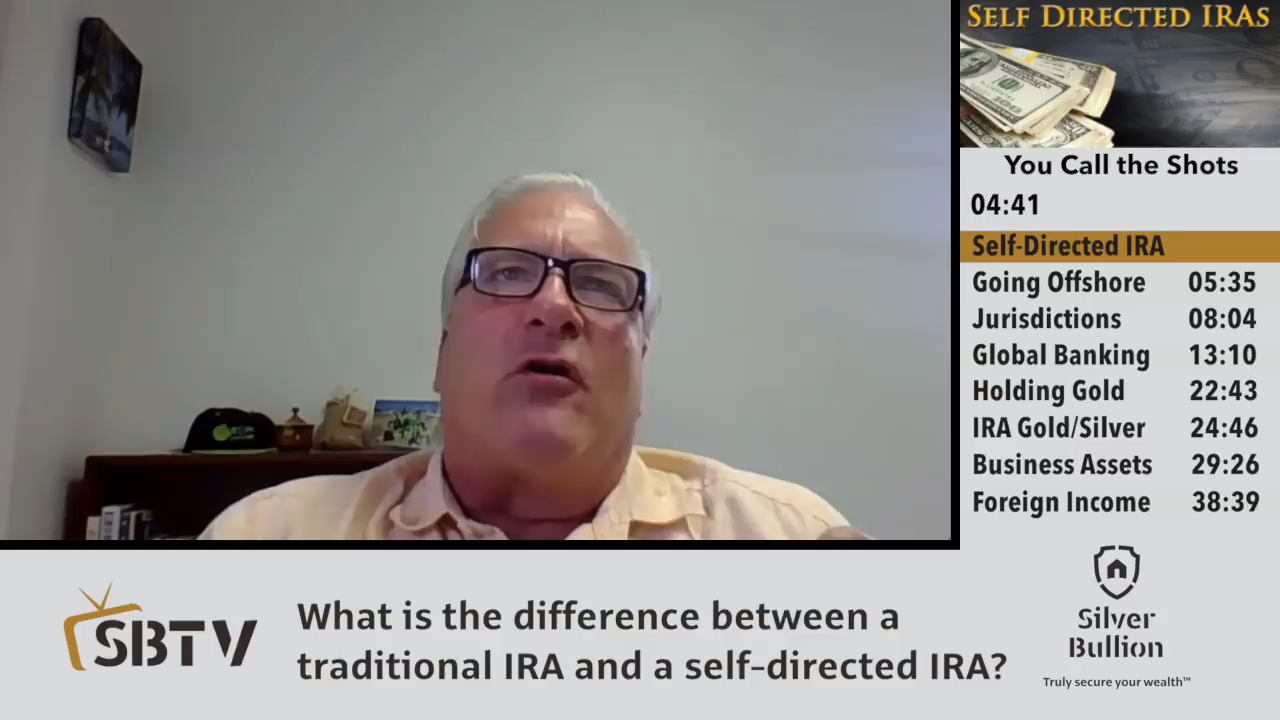 SELF DIRECTED IRAS
You Call the Shots
04:41
Self-Directed IRA
Going Offshore 05:35
Jurisdictions 08:04
Global Banking 13:10
Holding Gold 22:43
IRA Gold/Silver 24:46
Business Assets 29:26
Foreign Income 38:39
SBTV
What is the difference between a
traditional IRA and a self-directed IRA?
Silver
Bullion
Truly secure your wealth™